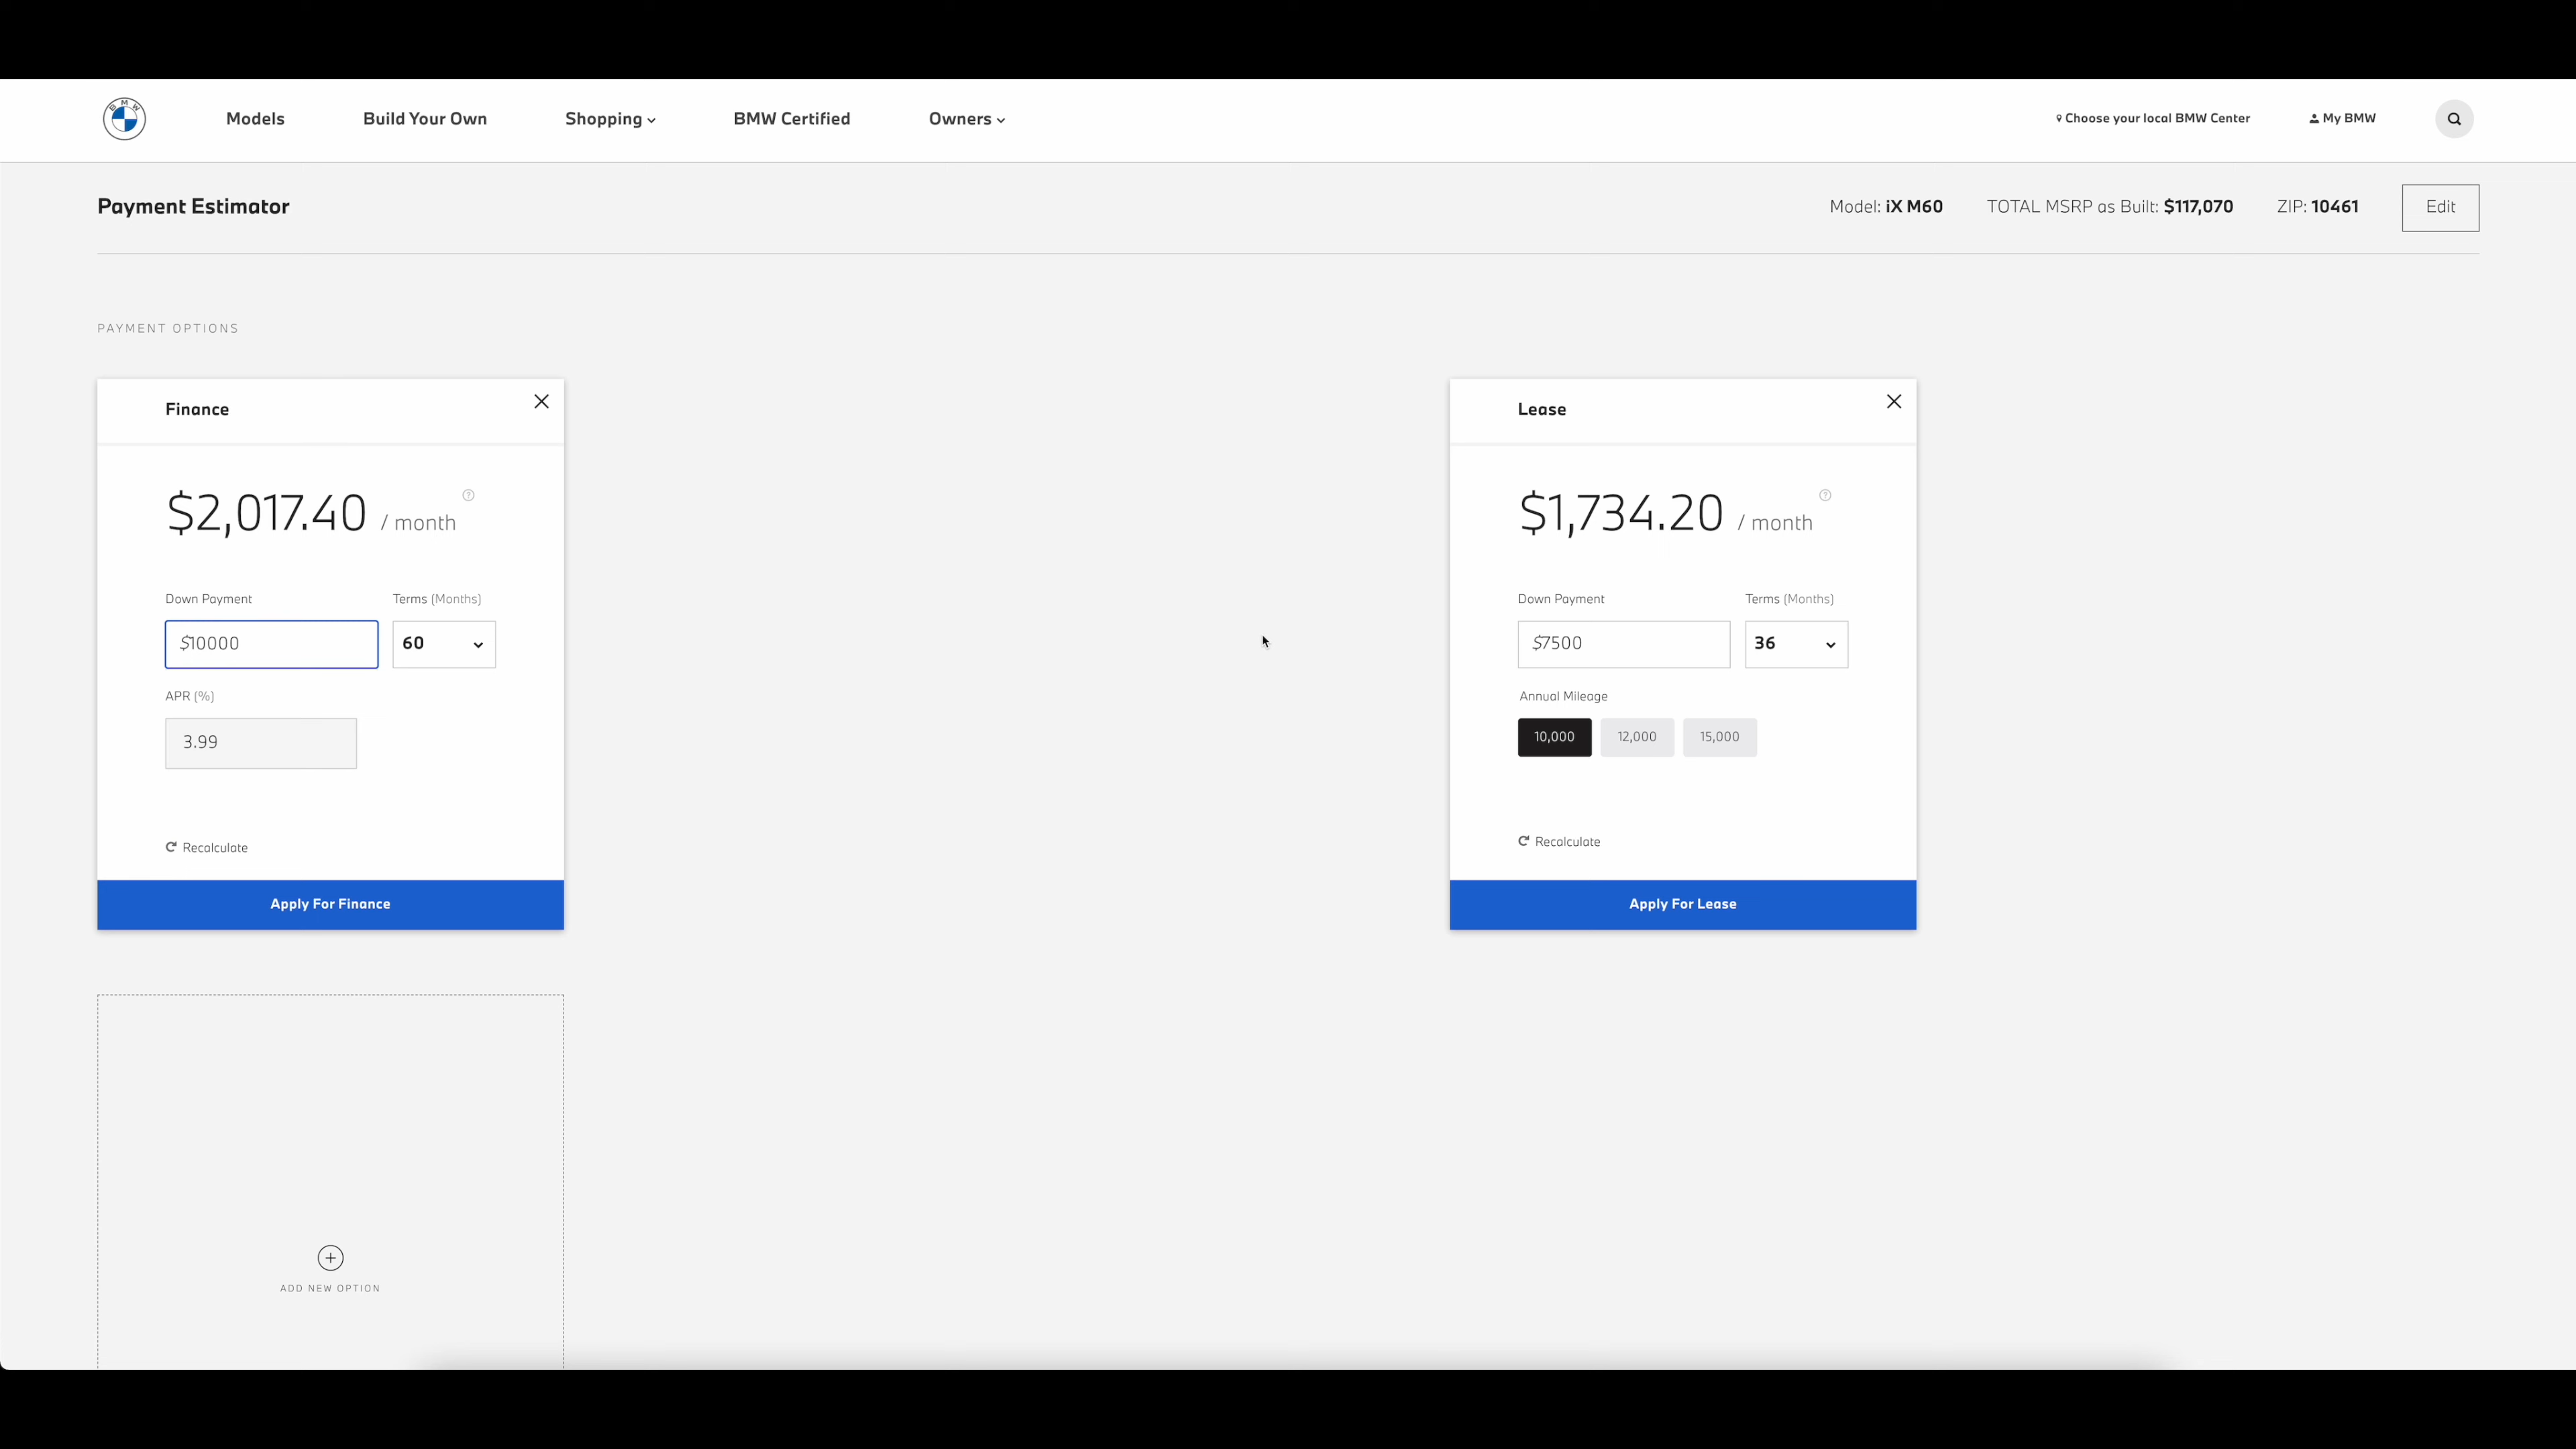 BMW
Models
Build Your Own
Shopping
BMW Certified
Owners
Choose your local BMW Center
My BMW
Payment Estimator
Model: iX M60
TOTAL MSRP as Built: $117,070
ZIP: 10461
Edit
PAYMENT OPTIONS
Finance
$2,017.40 / month
?
Down Payment
Terms (Months)
$10000
60
APR (%)
3.99
Recalculate
Apply For Finance
Lease
$1,734.20 / month
?
Down Payment
Terms (Months)
$7500
36
Annual Mileage
10,000
12,000
15,000
Recalculate
Apply For Lease
ADD NEW OPTION